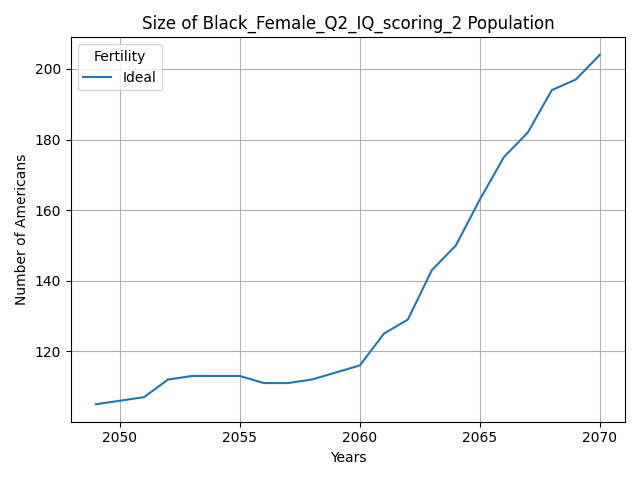 Size of Black_Female_Q2_IQ_scoring_2 Population
Fertility
Ideal
Number of Americans
200
180
160
140
120
2050
2055
2060
2065
2070
Years